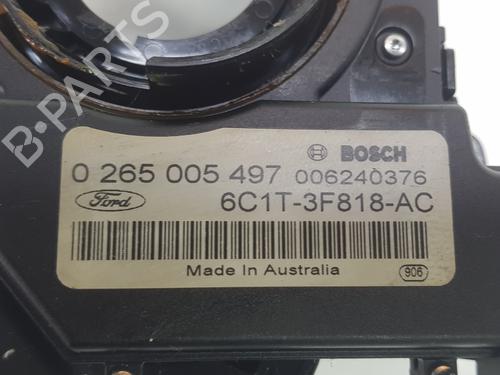 B-PARTS
BOSCH
0 265 005 497 006240376
Ford 6C1T-3F818-AC
Made In Australia 906